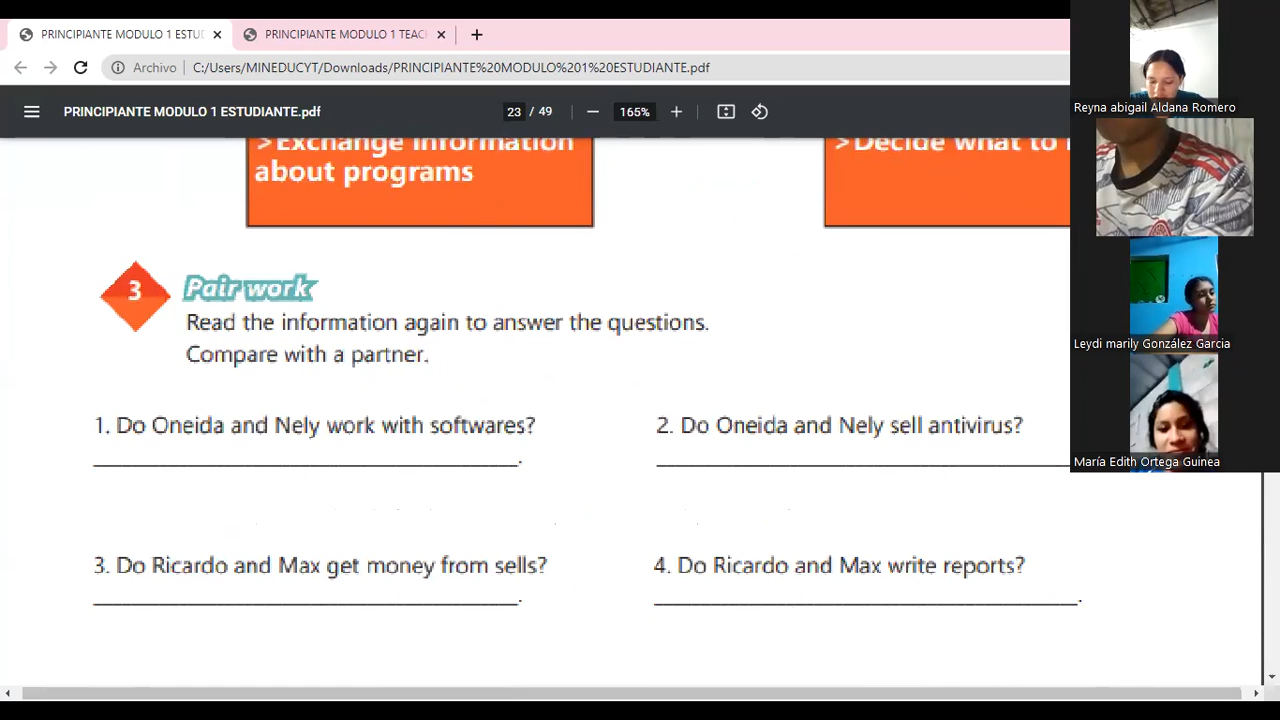 PRINCIPIANTE MODULO 1 ESTUD
PRINCIPIANTE MODULO 1 TEAC
Archivo
C:/Users/MINEDUCYT/Downloads/PRINCIPIANTE%20MODULO%201%20ESTUDIANTE.pdf
PRINCIPIANTE MODULO 1 ESTUDIANTE.pdf
23 / 49
165%
>Exchange information
about programs
>Decide what to
3
Pair work
Read the information again to answer the questions.
Compare with a partner.
1. Do Oneida and Nely work with softwares?
2. Do Oneida and Nely sell antivirus?
3. Do Ricardo and Max get money from sells?
4. Do Ricardo and Max write reports?
Reyna abigail Aldana Romero
Leydi marily González Garcia
María Edith Ortega Guinea